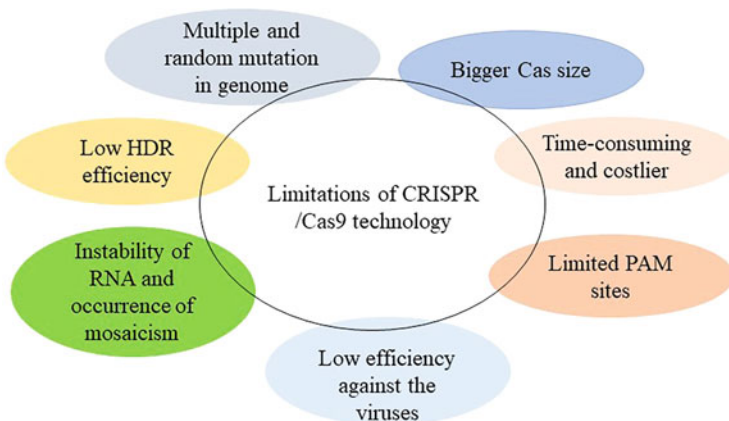 Multiple and
random mutation
in genome
Bigger Cas size
Low HDR
efficiency
Time-consuming
and costlier
Limitations of CRISPR
/Cas9 technology
Instability of
RNA and
occurrence of
mosaicism
Limited PAM
sites
Low efficiency
against the
viruses